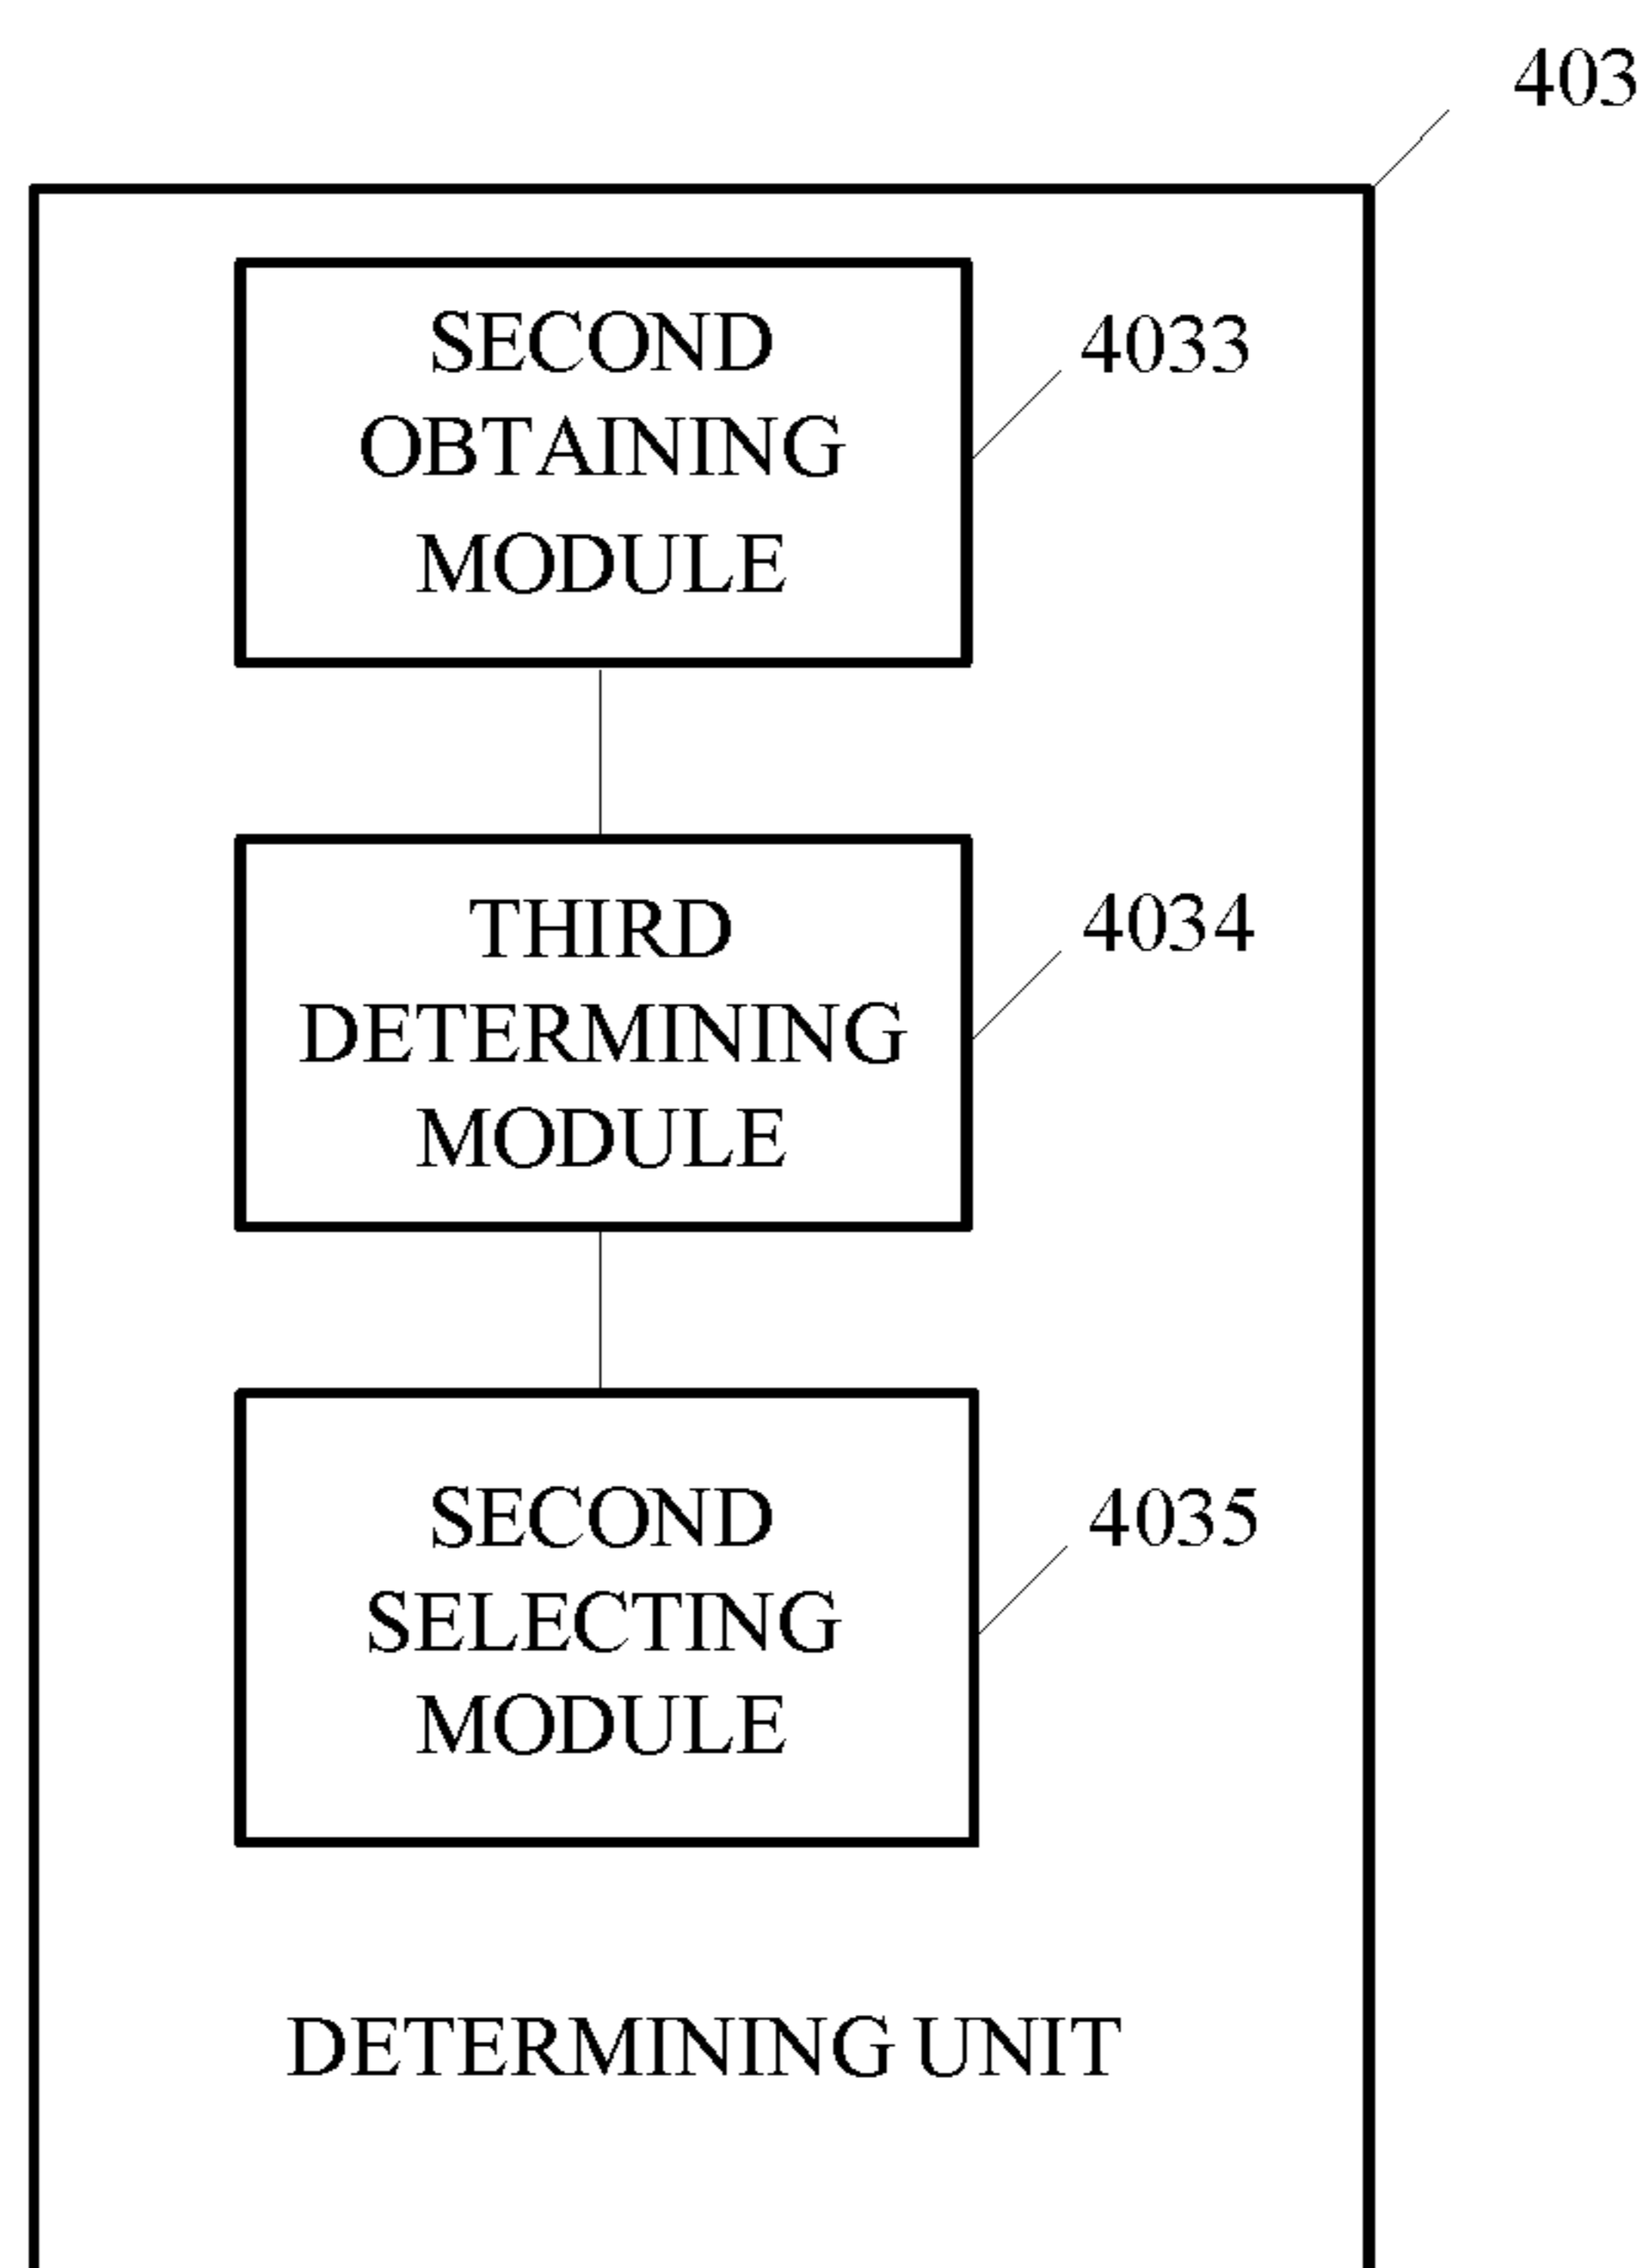 403
SECOND
OBTAINING
MODULE
4033
THIRD
DETERMINING
MODULE
4034
SECOND
SELECTING
MODULE
4035
DETERMINING UNIT